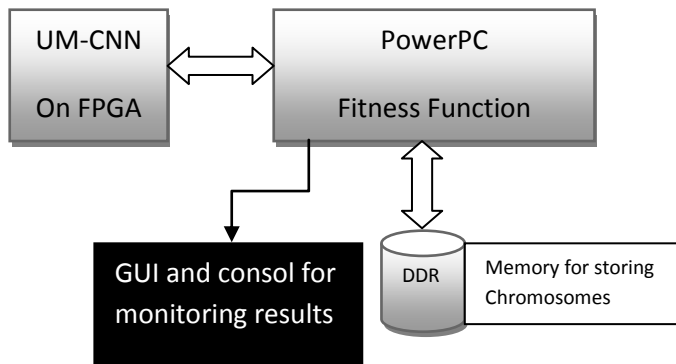 UM-CNN
On FPGA
PowerPC
Fitness Function
GUI and consol for
monitoring results
DDR
Memory for storing
Chromosomes